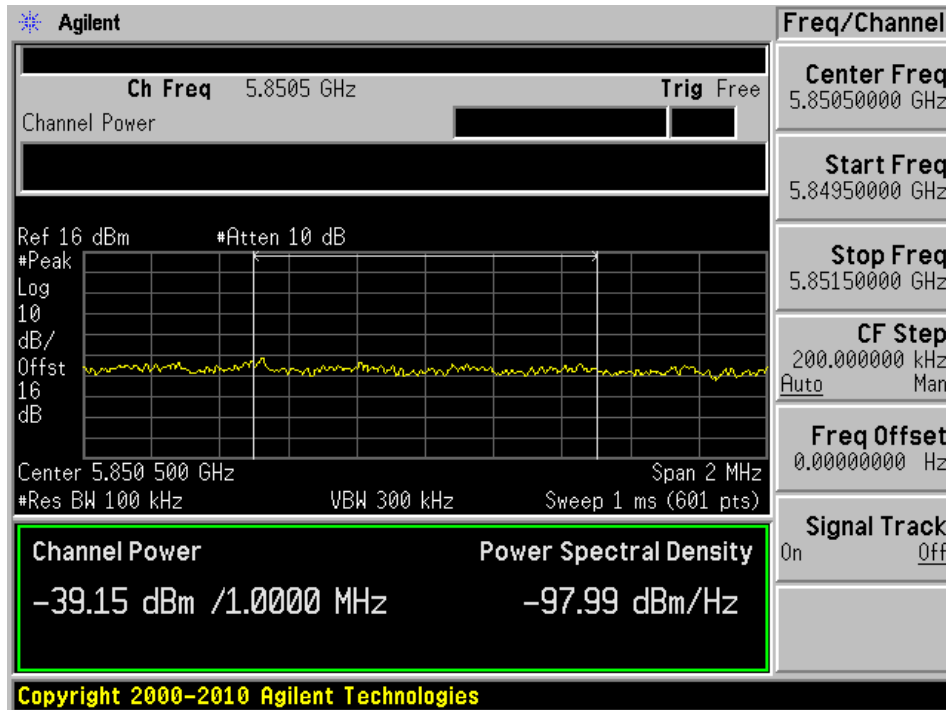 Agilent
Freq/Channel
Ch Freq 5.8505 GHz Trig Free
Channel Power
Center Freq
5.85050000 GHz
Start Freq
5.84950000 GHz
Stop Freq
5.85150000 GHz
CF Step
200.000000 kHz
Auto Man
Freq Offset
0.00000000 Hz
Signal Track
On Off
Ref 16 dBm #Atten 10 dB
#Peak
Log
10
dB/
Offst
16
dB
Center 5.850 500 GHz Span 2 MHz
#Res BW 100 kHz VBW 300 kHz Sweep 1 ms (601 pts)
Channel Power Power Spectral Density
-39.15 dBm /1.0000 MHz -97.99 dBm/Hz
Copyright 2000-2010 Agilent Technologies